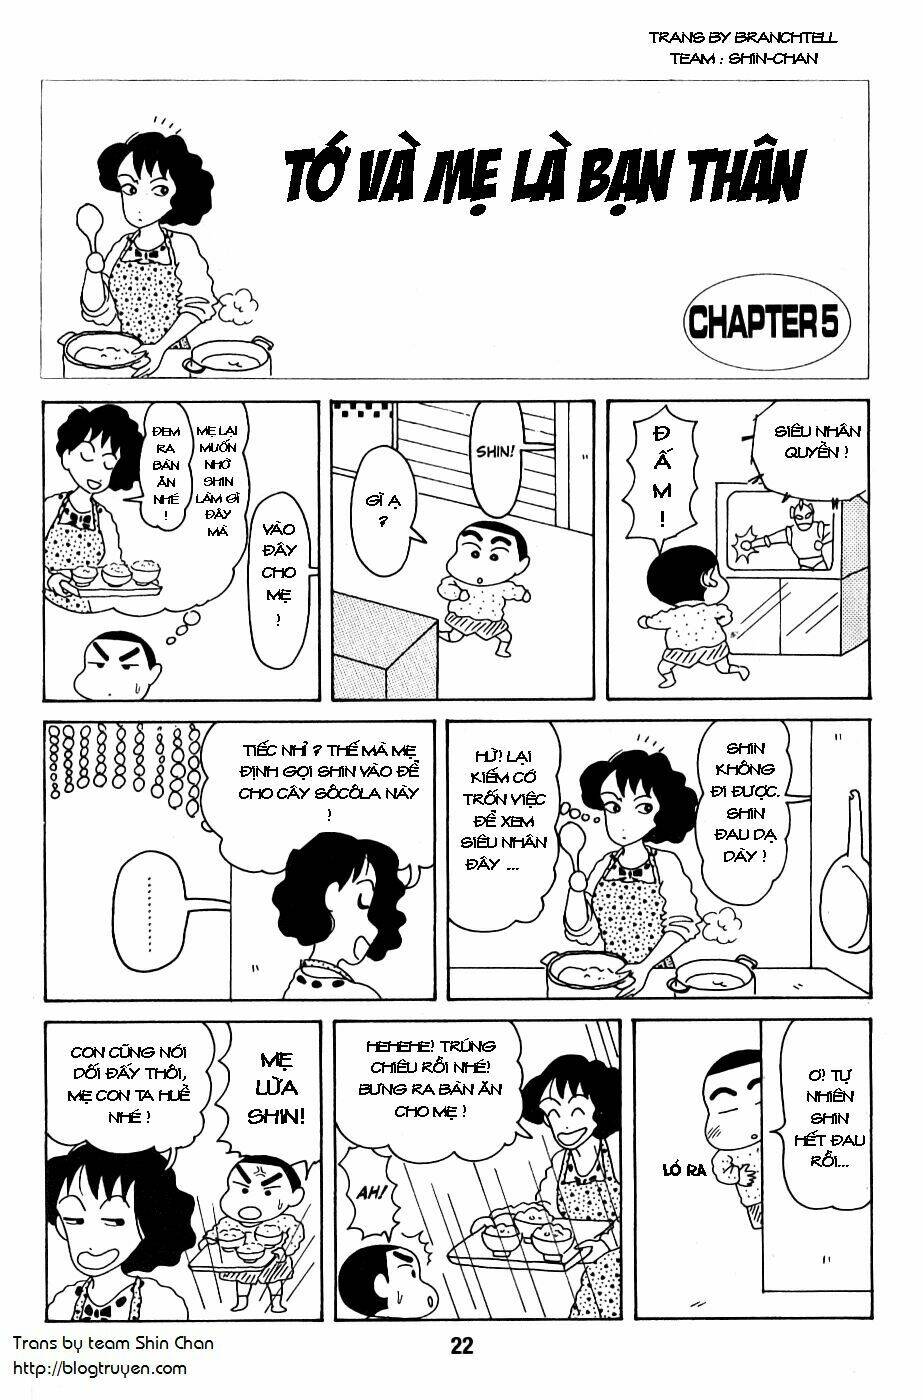 TRANS BY BRANCHTELL
TEAM : SHIN-CHAN
TỚ VÀ MẸ LÀ BẠN THÂN
CHAPTER 5
SIÊU NHÂN
QUYỀN !
ĐẤM!
SHIN!
GÌ Ạ
?
VÀO
ĐÂY
CHO
MẸ
!
MẸ LẠI
MUỐN
NHỜ
SHIN
LÀM GÌ
ĐÂY MÀ
ĐEM
RA
BÀN
ĂN NHÉ
!
SHIN
KHÔNG
ĐI ĐƯỢC.
SHIN
ĐAU DẠ
DÀY !
HỪ! LẠI
KIẾM CỚ
TRỐN VIỆC
ĐỂ XEM
SIÊU NHÂN
ĐÂY ...
TIẾC NHỈ ? THẾ MÀ MẸ
ĐỊNH GỌI SHIN VÀO ĐỂ
CHO CÂY SÔCÔLA NÀY
!
..........
Ơ! TỰ
NHIÊN
SHIN
HẾT ĐAU
RỒI...
LÓ RA
HEHEHE! TRÚNG
CHIÊU RỒI NHÉ!
BƯNG RA BÀN ĂN
CHO MẸ !
AH!
MẸ
LỪA
SHIN!
CON CŨNG NÓI
DỐI ĐẤY THÔI,
MẸ CON TA HUỀ
NHÉ !
22
Trans by team Shin Chan
http://blogtruyen.com